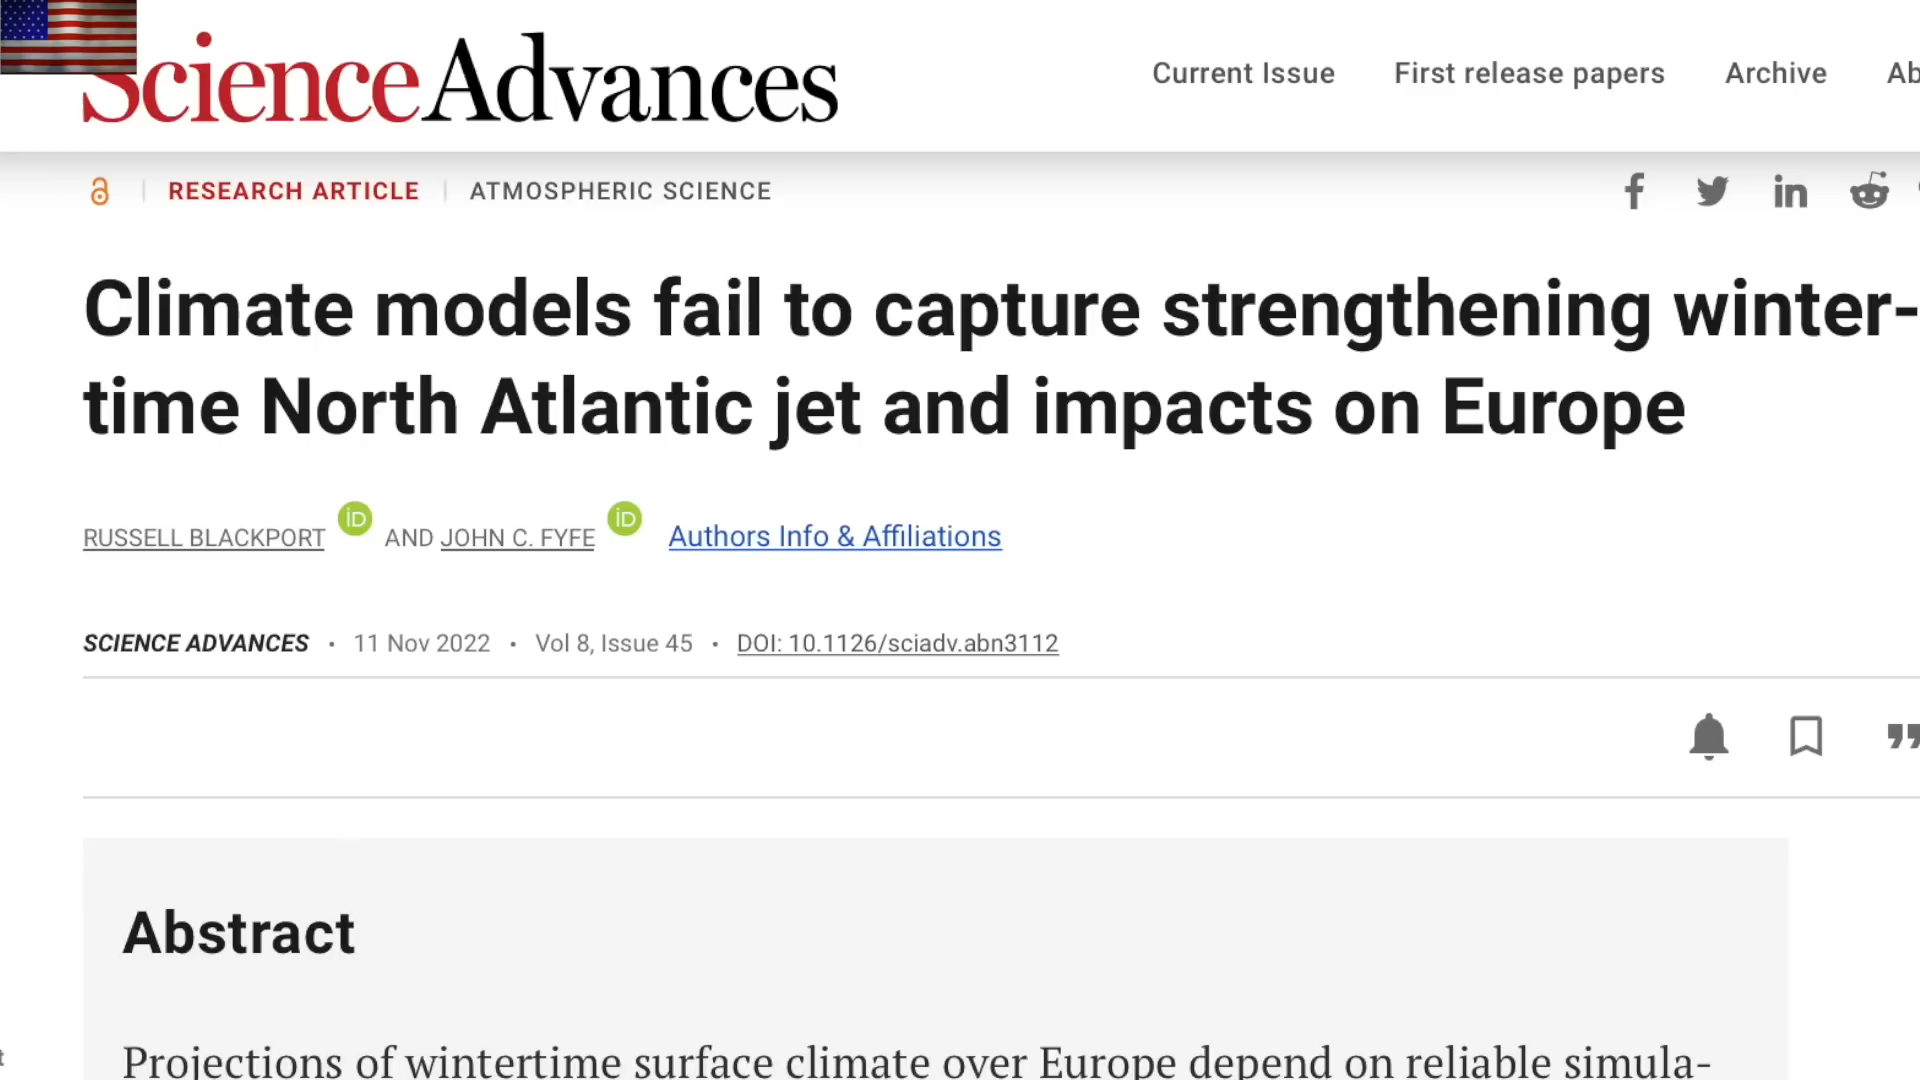 Science Advances
Current Issue First release papers Archive Ab
RESEARCH ARTICLE ATMOSPHERIC SCIENCE
Climate models fail to capture strengthening winter-
time North Atlantic jet and impacts on Europe
RUSSELL BLACKPORT iD AND JOHN C. FYFE iD Authors Info & Affiliations
SCIENCE ADVANCES · 11 Nov 2022 · Vol 8, Issue 45 · DOI: 10.1126/sciadv.abn3112
Abstract
Projections of wintertime surface climate over Europe depend on reliable simula-